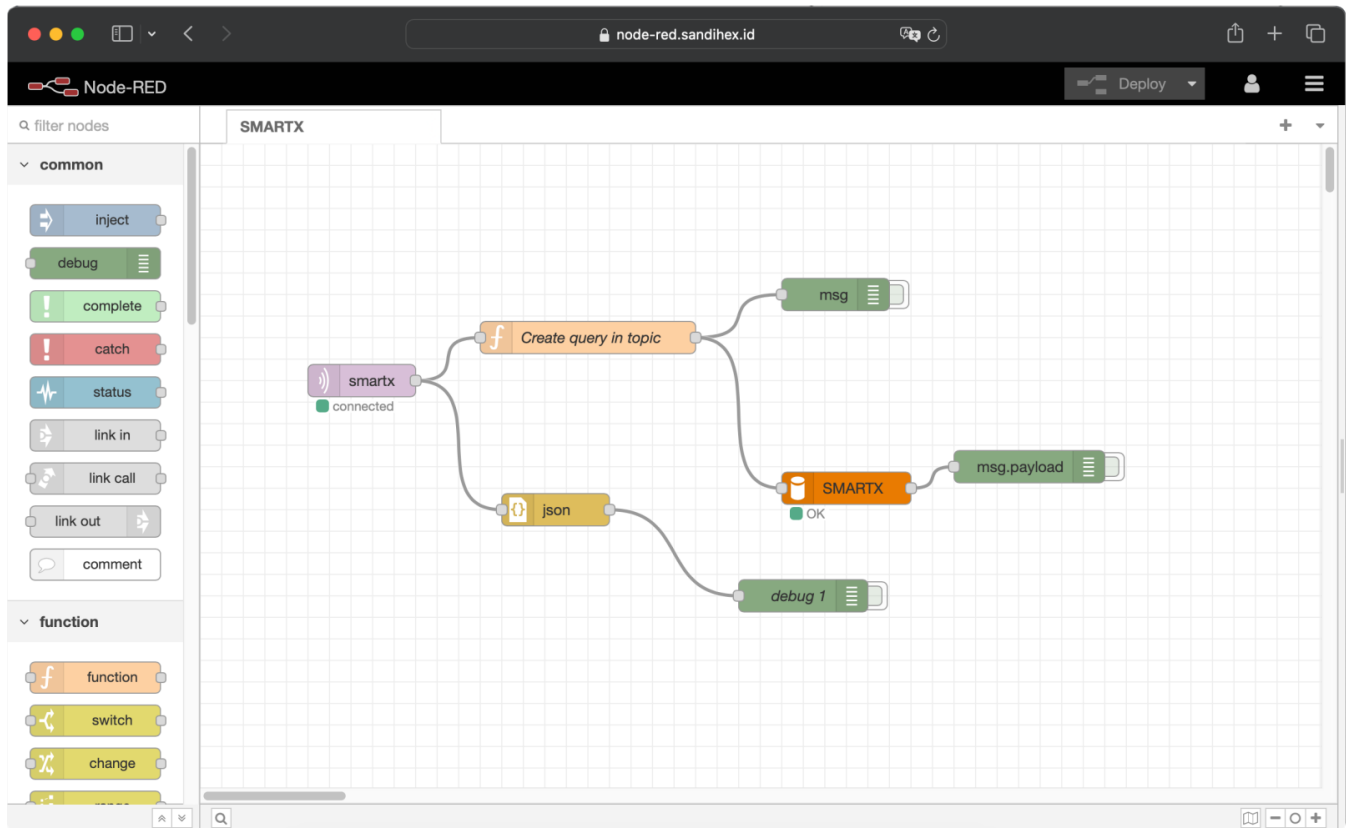 node-red.sandihex.id
Node-RED
Deploy
filter nodes
SMARTX
common
inject
debug
complete
catch
status
link in
link call
link out
comment
function
function
switch
change
range
msg
Create query in topic
smartx
connected
msg.payload
SMARTX
OK
json
debug 1